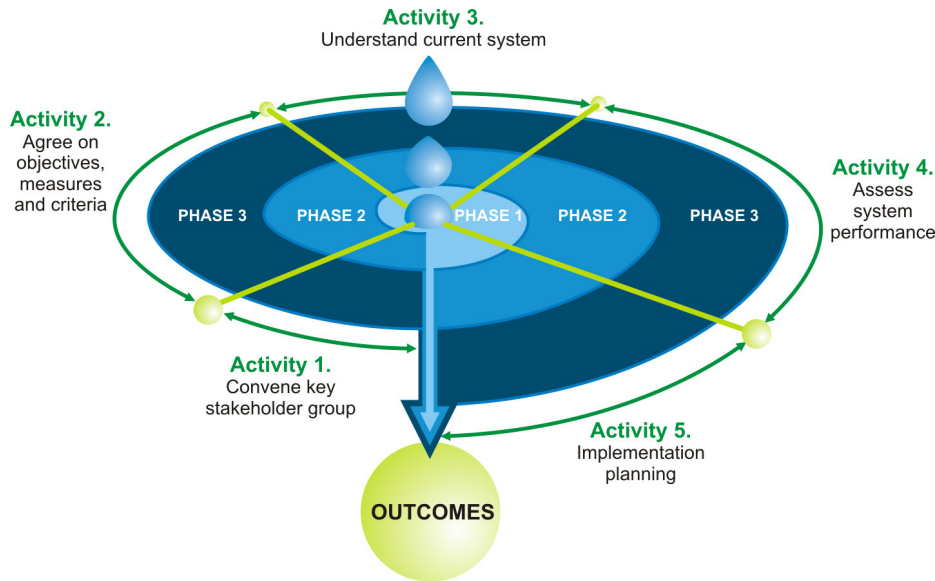 Activity 3.
Understand current system
Activity 2.
Agree on
objectives,
measures
and criteria
Activity 4.
Assess
system
performance
PHASE 3
PHASE 2
PHASE 1
PHASE 2
PHASE 3
Activity 1.
Convene key
stakeholder group
Activity 5.
Implementation
planning
OUTCOMES